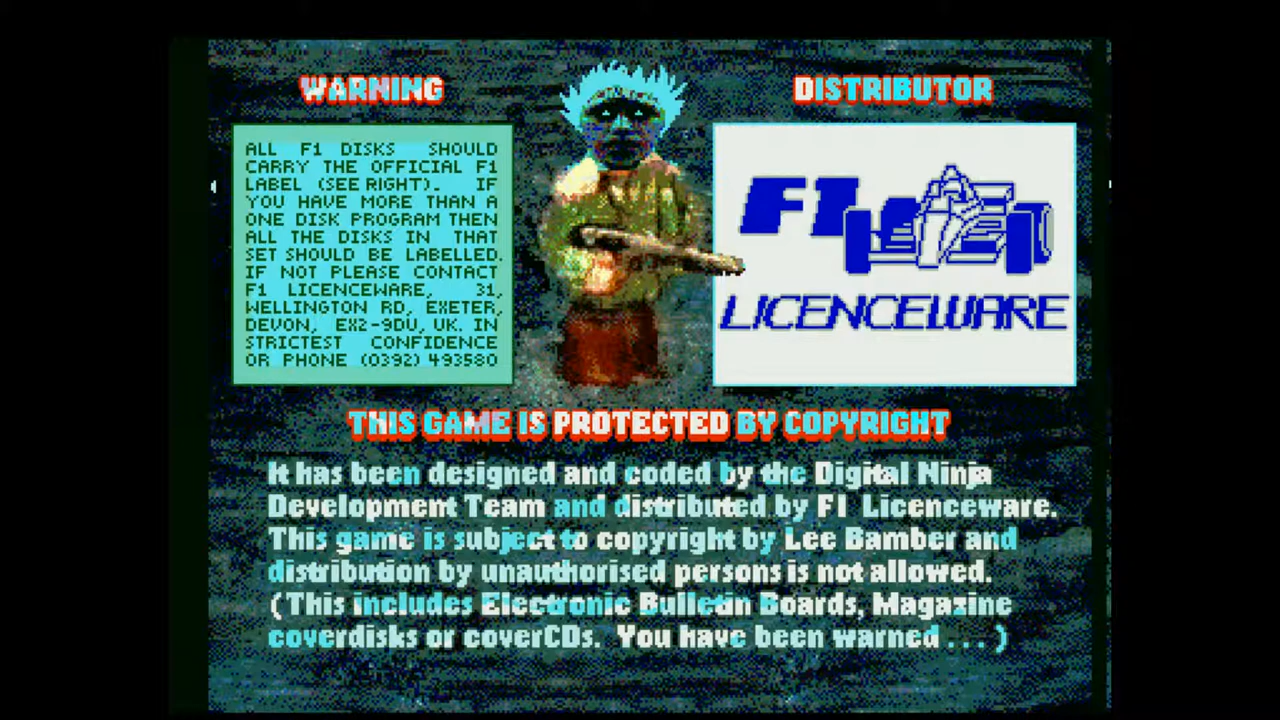 WARNING
ALL F1 DISKS SHOULD
CARRY THE OFFICIAL F1
LABEL (SEE RIGHT). IF
YOU HAVE MORE THAN A
ONE DISK PROGRAM THEN
ALL THE DISKS IN THAT
SET SHOULD BE LABELLED.
IF NOT PLEASE CONTACT
F1 LICENCEWARE, 31,
WELLINGTON RD, EXETER,
DEVON, EX2-9DU, UK. IN
STRICTEST CONFIDENCE
OR PHONE (0392) 493580
DISTRIBUTOR
F1
LICENCEWARE
THIS GAME IS PROTECTED BY COPYRIGHT
It has been designed and coded by the Digital Ninja
Development Team and distributed by F1 Licenceware.
This game is subject to copyright by Lee Bamber and
distribution by unauthorised persons is not allowed.
(This includes Electronic Bulletin Boards, Magazine
coverdisks or coverCDs. You have been warned . . . )